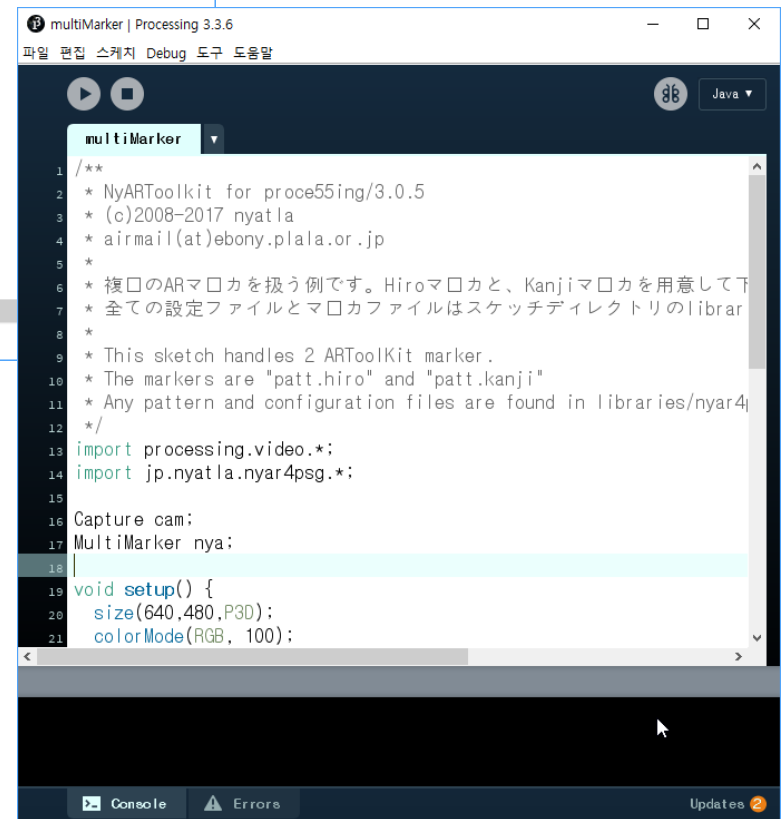 multiMarker | Processing 3.3.6
파일 편집 스케치 Debug 도구 도움말
Java ▼
multiMarker ▼
1 /**
2 * NyARToolkit for proce55ing/3.0.5
3 * (c)2008-2017 nyatla
4 * airmail(at)ebony.plala.or.jp
5 *
6 * 複□のARマ□カを扱う例です。Hiroマ□カと、Kanjiマ□カを用意して下
7 * 全ての設定ファイルとマ□カファイルはスケッチディレクトリのlibrar
8 *
9 * This sketch handles 2 ARToolKit marker.
10 * The markers are "patt.hiro" and "patt.kanji"
11 * Any pattern and configuration files are found in libraries/nyar4p
12 */
13 import processing.video.*;
14 import jp.nyatla.nyar4psg.*;
15
16 Capture cam;
17 MultiMarker nya;
18
19 void setup() {
20 size(640,480,P3D);
21 colorMode(RGB, 100);
Console Errors Updates 2